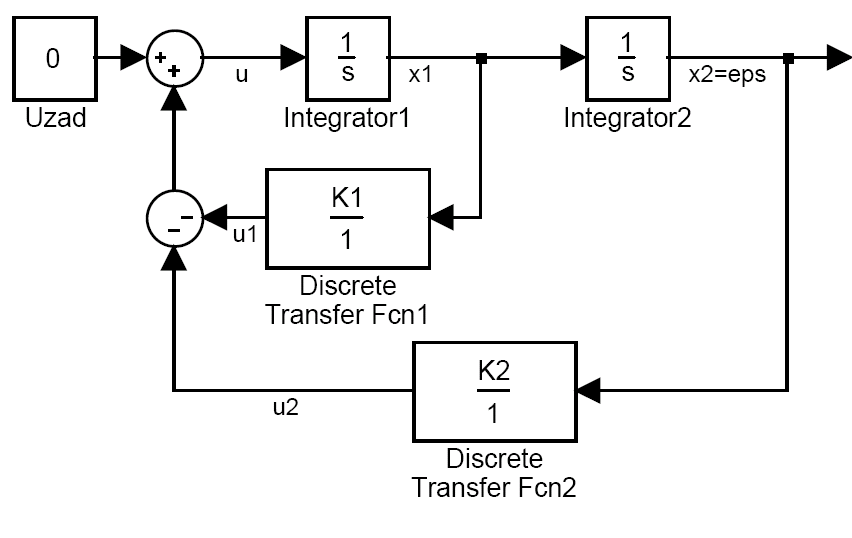 0
Uzad
+
+
u
1
s
Integrator1
x1
1
s
Integrator2
x2=eps
−
−
u1
K1
1
Discrete
Transfer Fcn1
u2
K2
1
Discrete
Transfer Fcn2